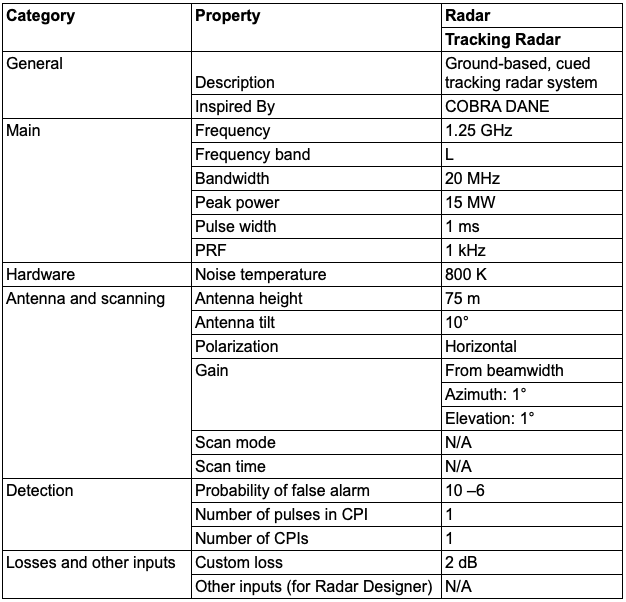 Category Property Radar
Tracking Radar
General Description Ground-based, cued
tracking radar system
Inspired By COBRA DANE
Main Frequency 1.25 GHz
Frequency band L
Bandwidth 20 MHz
Peak power 15 MW
Pulse width 1 ms
PRF 1 kHz
Hardware Noise temperature 800 K
Antenna and scanning Antenna height 75 m
Antenna tilt 10°
Polarization Horizontal
Gain From beamwidth
Azimuth: 1°
Elevation: 1°
Scan mode N/A
Scan time N/A
Detection Probability of false alarm 10 –6
Number of pulses in CPI 1
Number of CPIs 1
Losses and other inputs Custom loss 2 dB
Other inputs (for Radar Designer) N/A